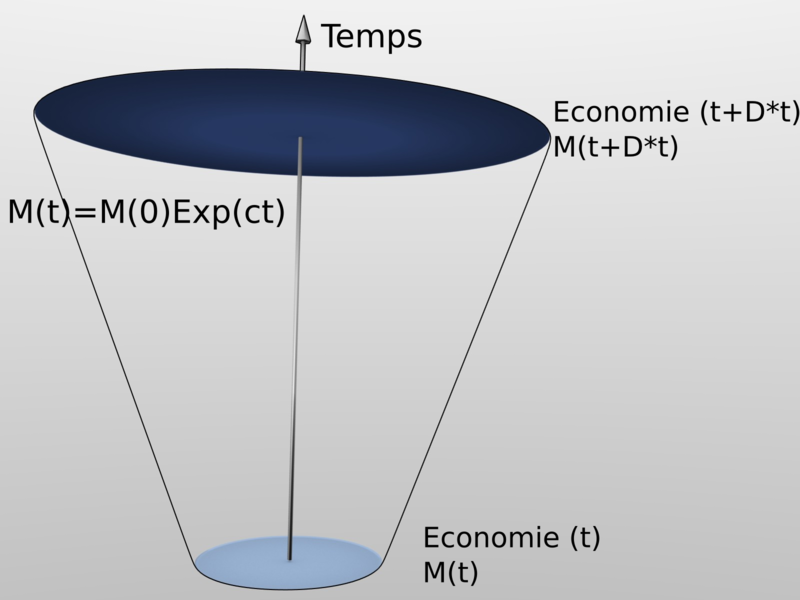 Temps
Economie (t+D*t)
M(t+D*t)
M(t)=M(0)Exp(ct)
Economie (t)
M(t)